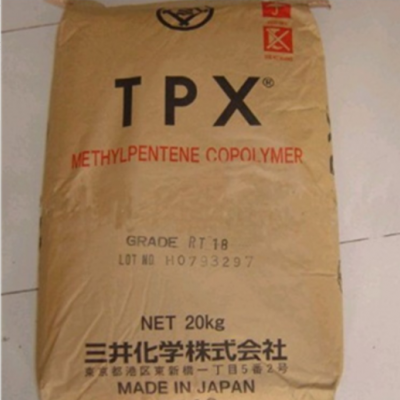 TPX®
METHYLPENTENE COPOLYMER
GRADE RT 18
LOT NO H0793297
NET 20kg
三井化学株式会社
東京都港区東新橋一丁目5番2号
MADE IN JAPAN